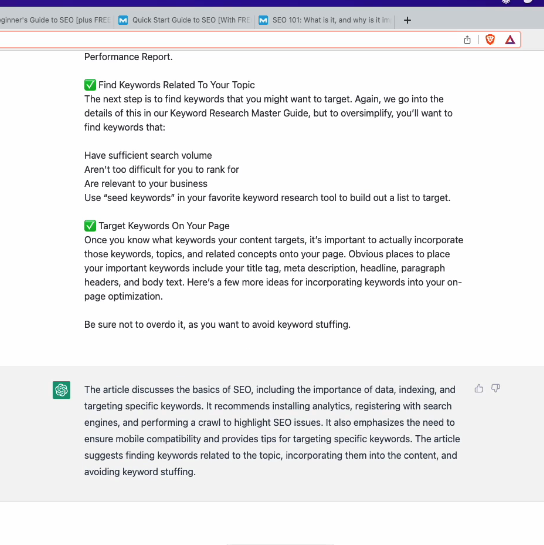 ginner's Guide to SEO [plus FREE
Quick Start Guide to SEO [With FRE
SEO 101: What is it, and why is it im
Performance Report.
✅ Find Keywords Related To Your Topic
The next step is to find keywords that you might want to target. Again, we go into the
details of this in our Keyword Research Master Guide, but to oversimplify, you'll want to
find keywords that:
Have sufficient search volume
Aren't too difficult for you to rank for
Are relevant to your business
Use “seed keywords” in your favorite keyword research tool to build out a list to target.
✅ Target Keywords On Your Page
Once you know what keywords your content targets, it's important to actually incorporate
those keywords, topics, and related concepts onto your page. Obvious places to place
your important keywords include your title tag, meta description, headline, paragraph
headers, and body text. Here's a few more ideas for incorporating keywords into your on-
page optimization.
Be sure not to overdo it, as you want to avoid keyword stuffing.
The article discusses the basics of SEO, including the importance of data, indexing, and
targeting specific keywords. It recommends installing analytics, registering with search
engines, and performing a crawl to highlight SEO issues. It also emphasizes the need to
ensure mobile compatibility and provides tips for targeting specific keywords. The article
suggests finding keywords related to the topic, incorporating them into the content, and
avoiding keyword stuffing.